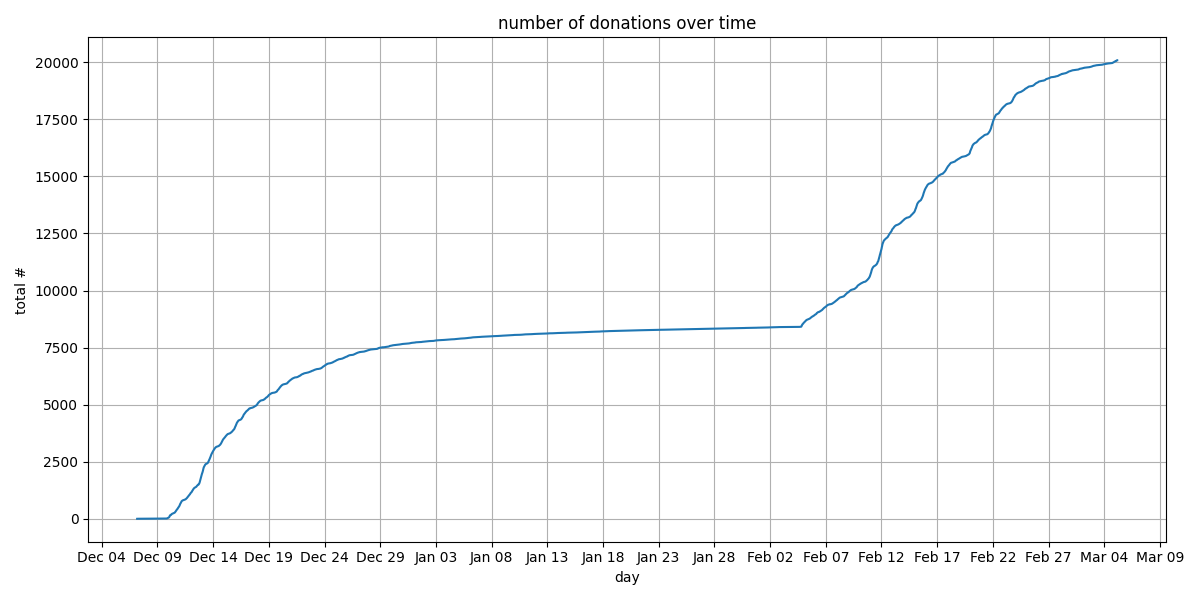 number of donations over time
total #
20000
17500
15000
12500
10000
7500
5000
2500
0
Dec 04 Dec 09 Dec 14 Dec 19 Dec 24 Dec 29 Jan 03 Jan 08 Jan 13 Jan 18 Jan 23 Jan 28 Feb 02 Feb 07 Feb 12 Feb 17 Feb 22 Feb 27 Mar 04 Mar 09
day